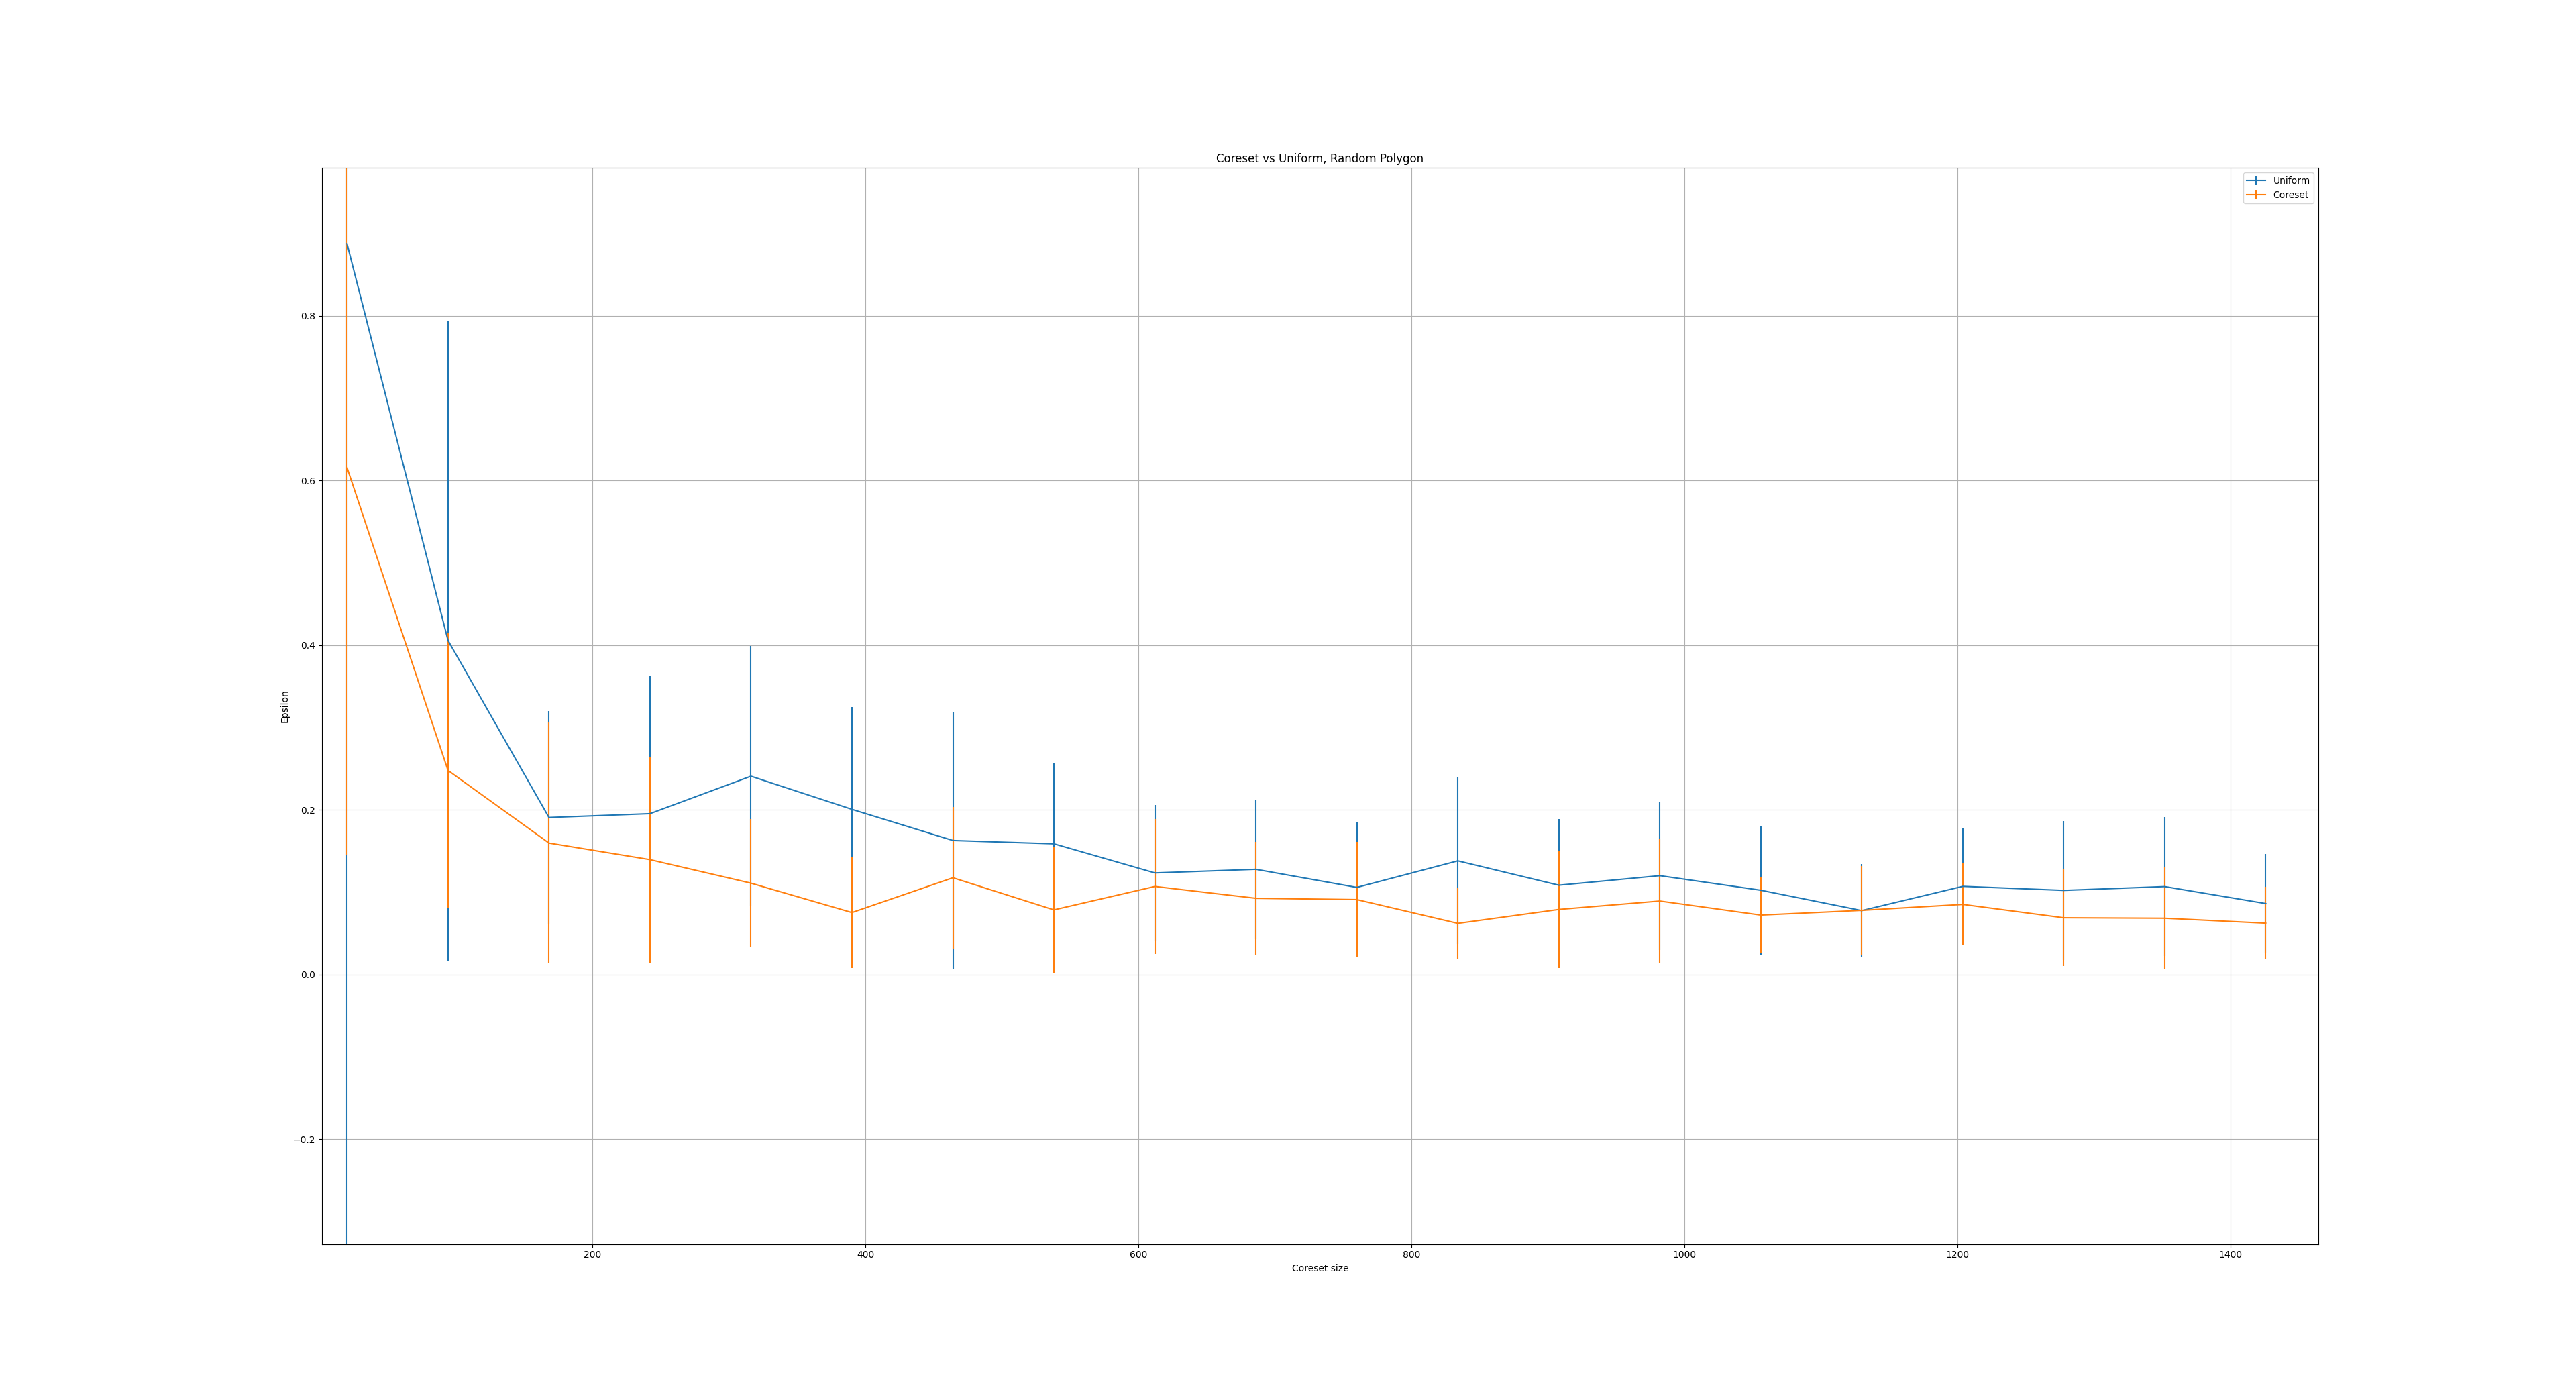 Coreset vs Uniform, Random Polygon
Uniform
Coreset
0.8
0.6
0.4
0.2
0.0
−0.2
Epsilon
200
400
600
800
1000
1200
1400
Coreset size